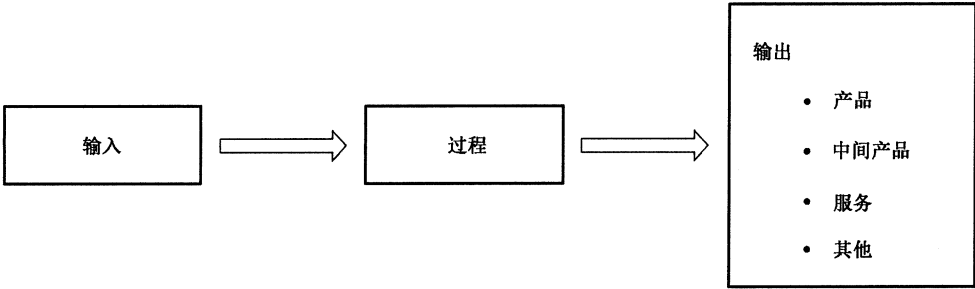 输入
过程
输出
• 产品
• 中间产品
• 服务
• 其他